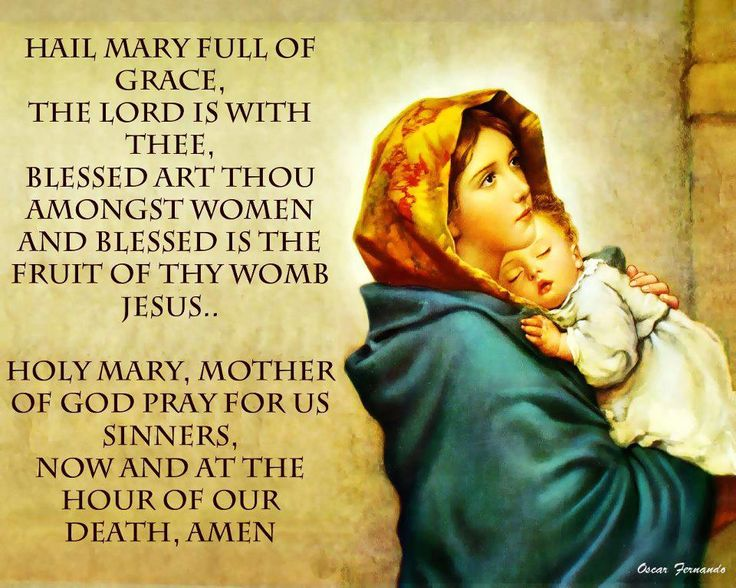 HAIL MARY FULL OF
GRACE,
THE LORD IS WITH
THEE,
BLESSED ART THOU
AMONGST WOMEN
AND BLESSED IS THE
FRUIT OF THY WOMB
JESUS..
HOLY MARY, MOTHER
OF GOD PRAY FOR US
SINNERS,
NOW AND AT THE
HOUR OF OUR
DEATH, AMEN
Oscar Fernando